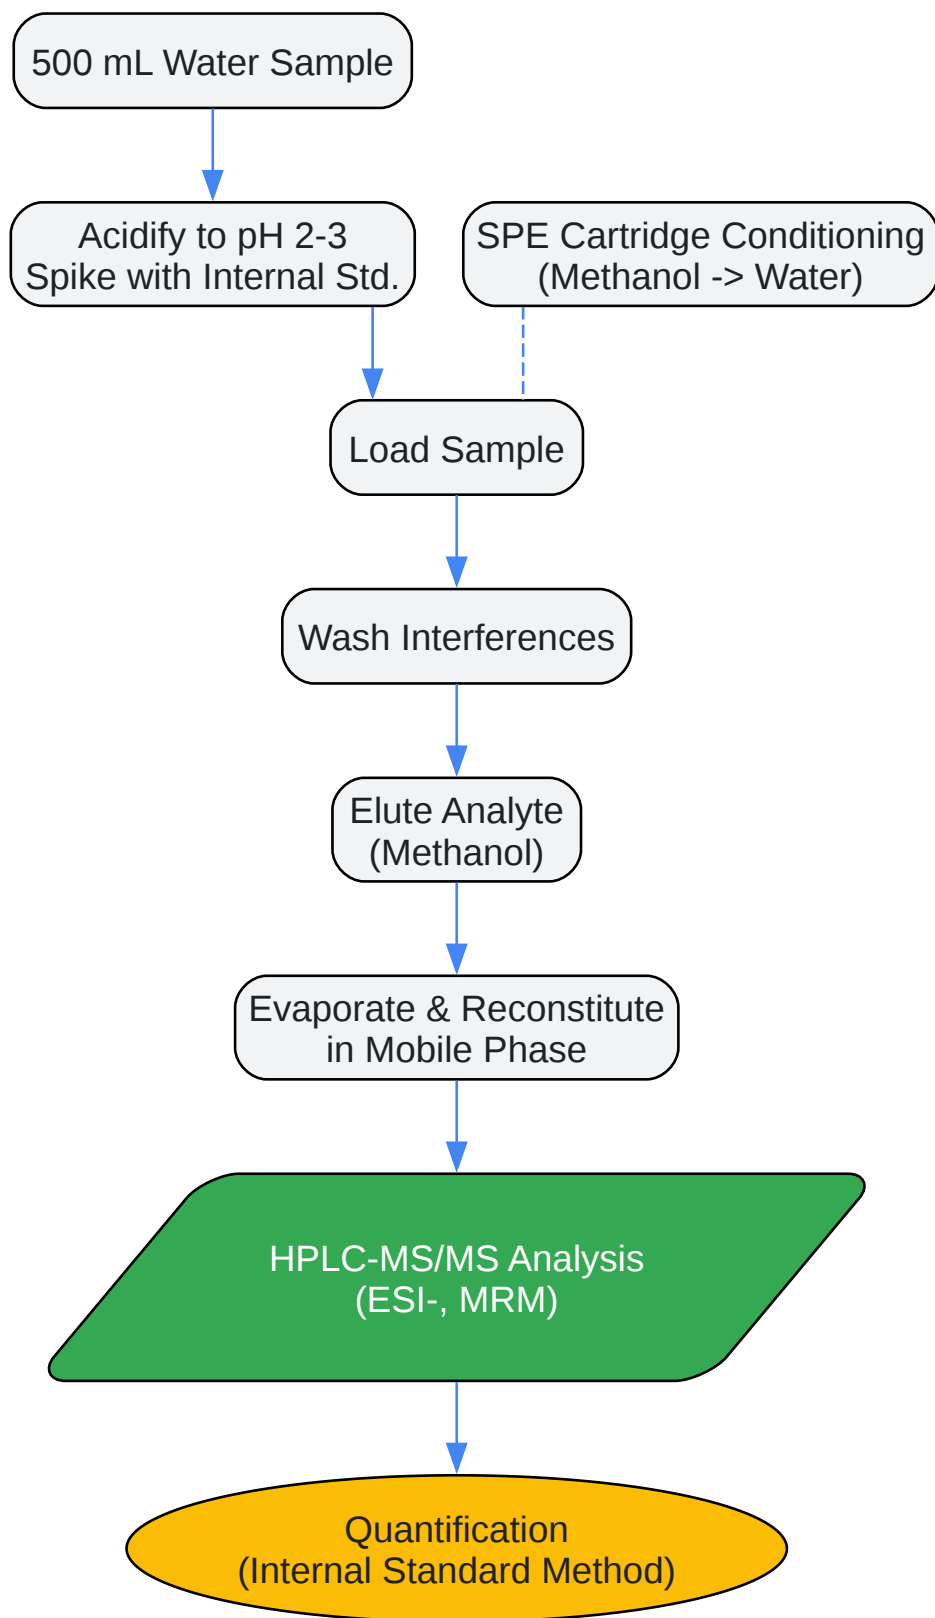 500 mL Water Sample
Acidify to pH 2-3
Spike with Internal Std.
SPE Cartridge Conditioning
(Methanol -> Water)
Load Sample
Wash Interferences
Elute Analyte
(Methanol)
Evaporate & Reconstitute
in Mobile Phase
HPLC-MS/MS Analysis
(ESI-, MRM)
Quantification
(Internal Standard Method)